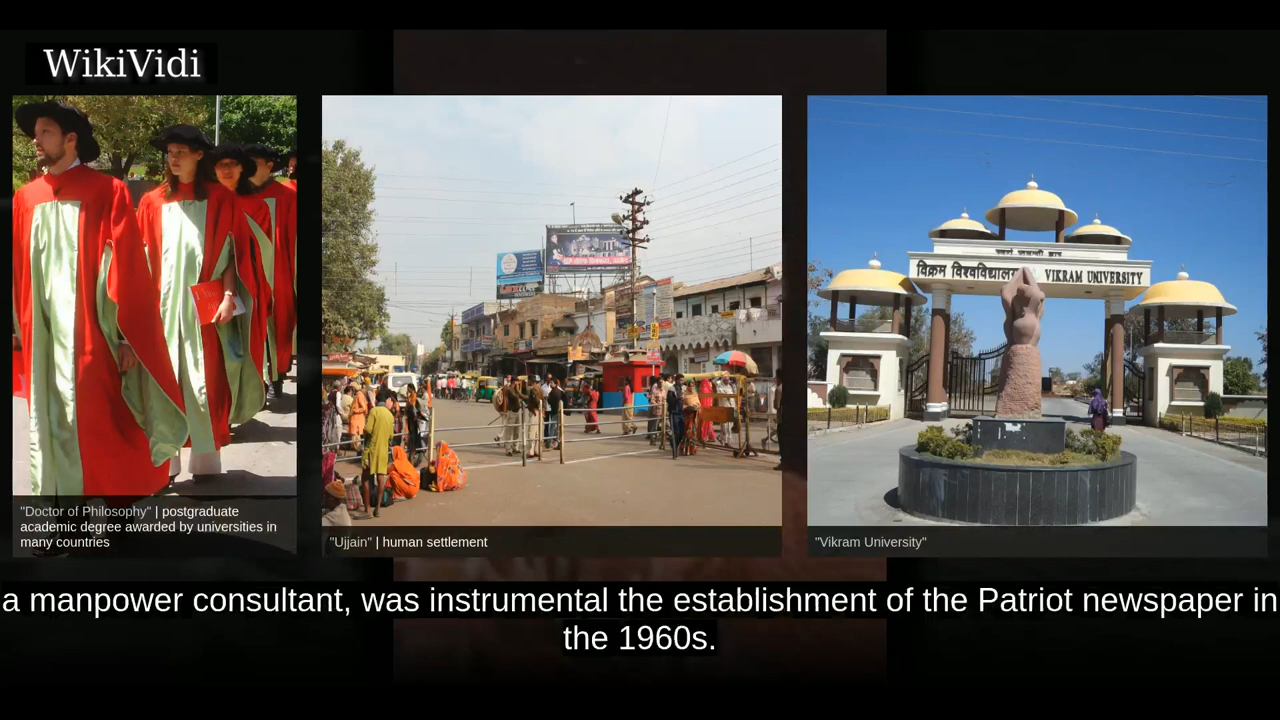 WikiVidi
विक्रम विश्वविद्यालय
VIKRAM UNIVERSITY
"Doctor of Philosophy" | postgraduate
academic degree awarded by universities in
many countries
"Ujjain" | human settlement
"Vikram University"
a manpower consultant, was instrumental the establishment of the Patriot newspaper in
the 1960s.